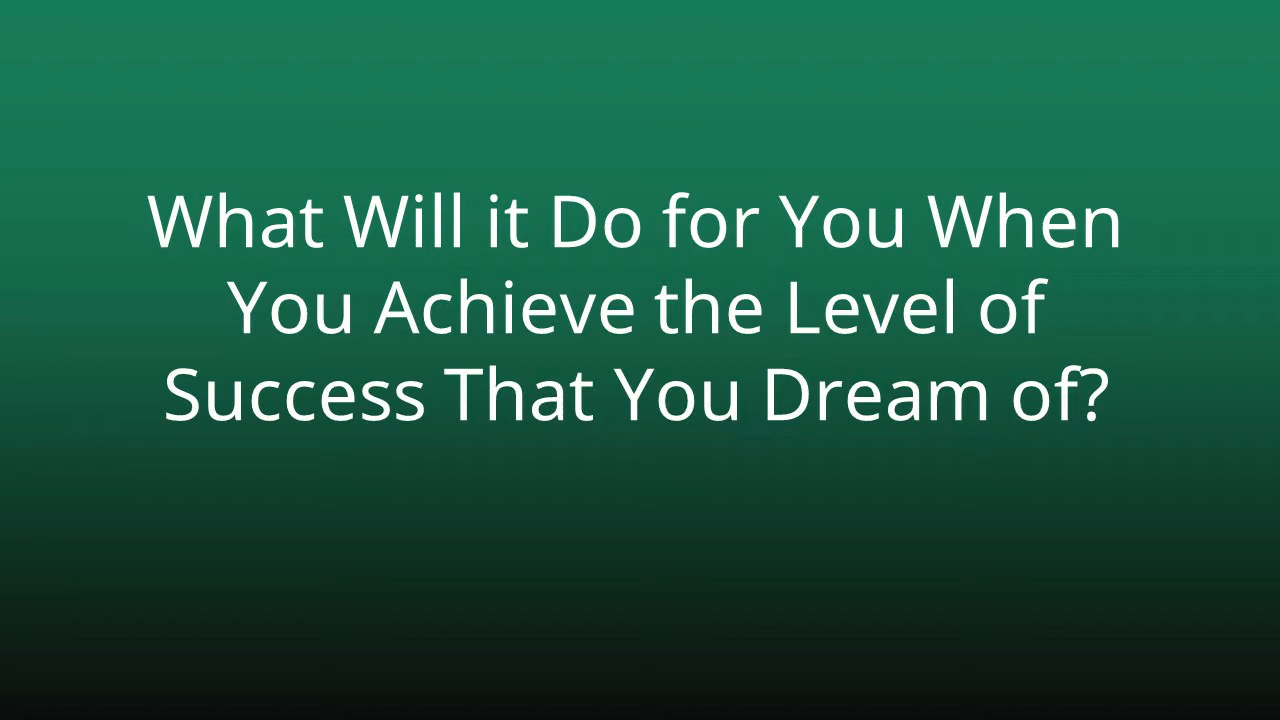 What Will it Do for You When
You Achieve the Level of
Success That You Dream of?